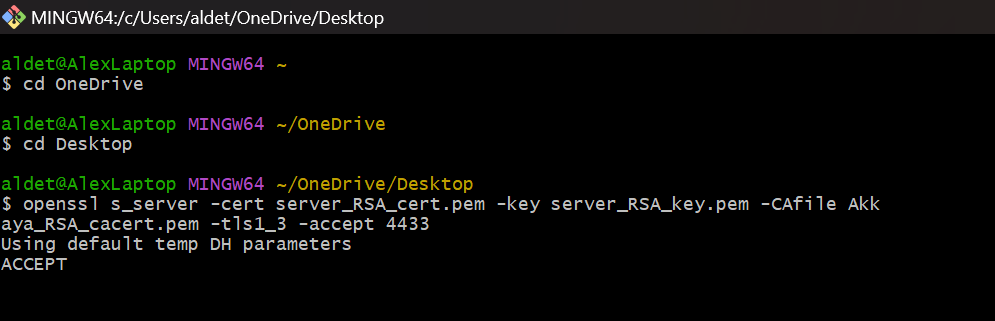 MINGW64:/c/Users/aldet/OneDrive/Desktop
aldet@AlexLaptop MINGW64 ~
$ cd OneDrive
aldet@AlexLaptop MINGW64 ~/OneDrive
$ cd Desktop
aldet@AlexLaptop MINGW64 ~/OneDrive/Desktop
$ openssl s_server -cert server_RSA_cert.pem -key server_RSA_key.pem -CAfile Akk
aya_RSA_cacert.pem -tls1_3 -accept 4433
Using default temp DH parameters
ACCEPT